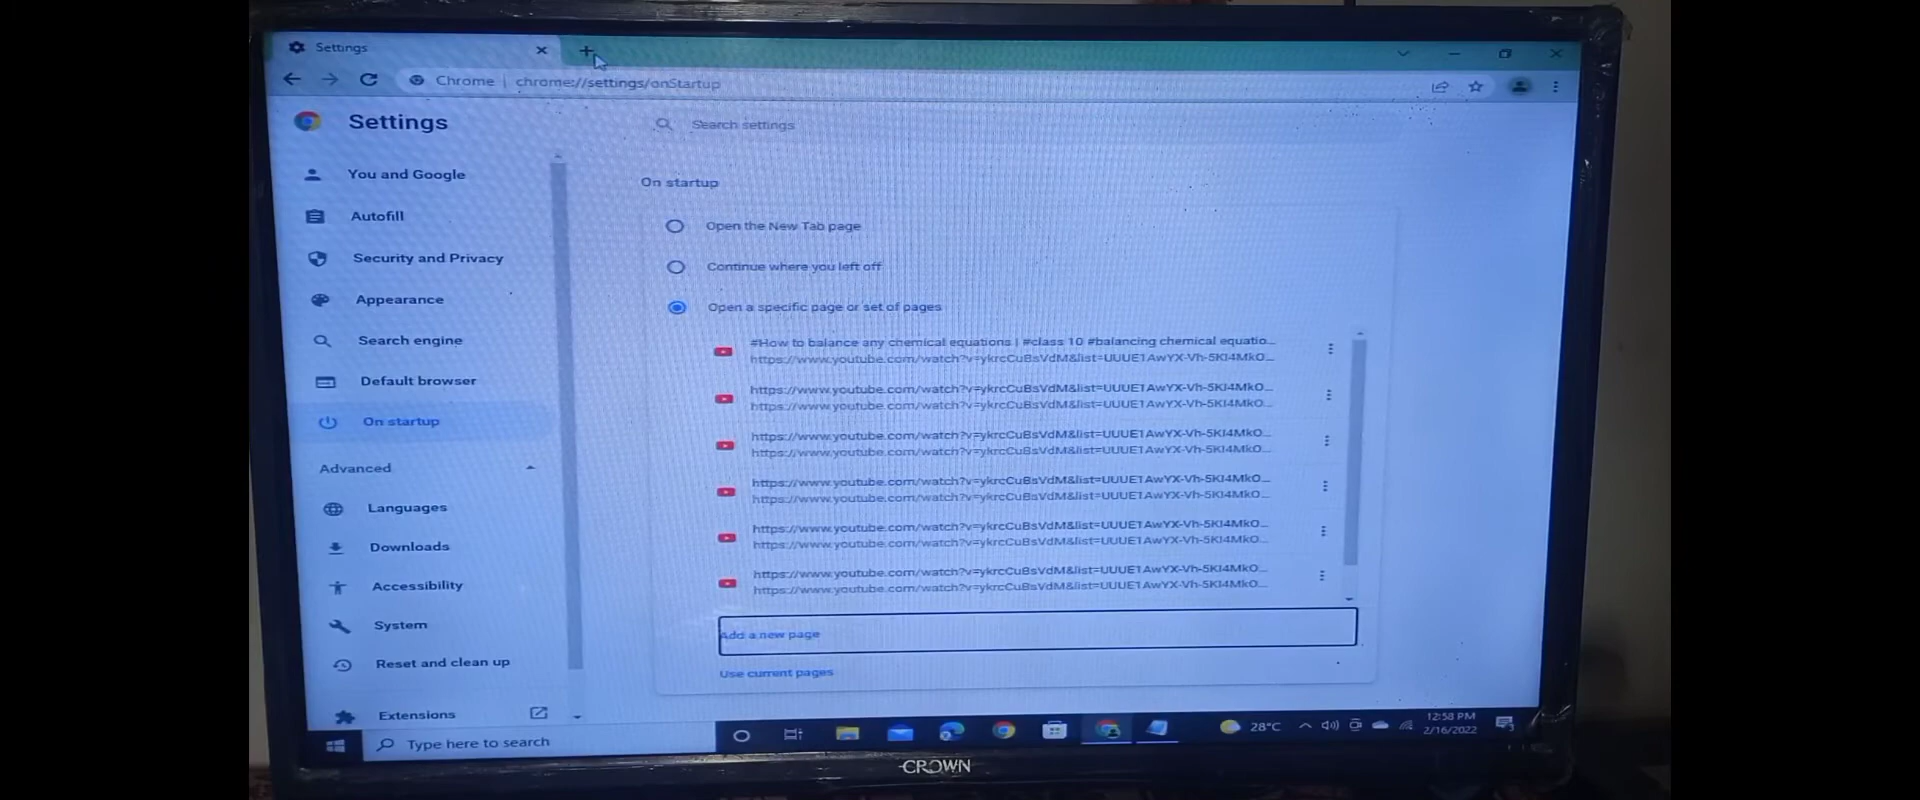 Settings
Chrome | chrome://settings/onStartup
Settings
Search settings
You and Google
Autofill
Security and Privacy
Appearance
Search engine
Default browser
On startup
Advanced
Languages
Downloads
Accessibility
System
Reset and clean up
Extensions
On startup
Open the New Tab page
Continue where you left off
Open a specific page or set of pages
#How to balance any chemical equations | #class 10 #balancing chemical equatio...
https://www.youtube.com/watch?v=ykrcCuBsVdM&list=UUUE1AwYX-Vh-5KI4MkO...
https://www.youtube.com/watch?v=ykrcCuBsVdM&list=UUUE1AwYX-Vh-5KI4MkO...
https://www.youtube.com/watch?v=ykrcCuBsVdM&list=UUUE1AwYX-Vh-5KI4MkO...
https://www.youtube.com/watch?v=ykrcCuBsVdM&list=UUUE1AwYX-Vh-5KI4MkO...
https://www.youtube.com/watch?v=ykrcCuBsVdM&list=UUUE1AwYX-Vh-5KI4MkO...
https://www.youtube.com/watch?v=ykrcCuBsVdM&list=UUUE1AwYX-Vh-5KI4MkO...
https://www.youtube.com/watch?v=ykrcCuBsVdM&list=UUUE1AwYX-Vh-5KI4MkO...
https://www.youtube.com/watch?v=ykrcCuBsVdM&list=UUUE1AwYX-Vh-5KI4MkO...
https://www.youtube.com/watch?v=ykrcCuBsVdM&list=UUUE1AwYX-Vh-5KI4MkO...
https://www.youtube.com/watch?v=ykrcCuBsVdM&list=UUUE1AwYX-Vh-5KI4MkO...
https://www.youtube.com/watch?v=ykrcCuBsVdM&list=UUUE1AwYX-Vh-5KI4MkO...
Add a new page
Use current pages
Type here to search
28°C
12:58 PM
2/16/2022
CROWN